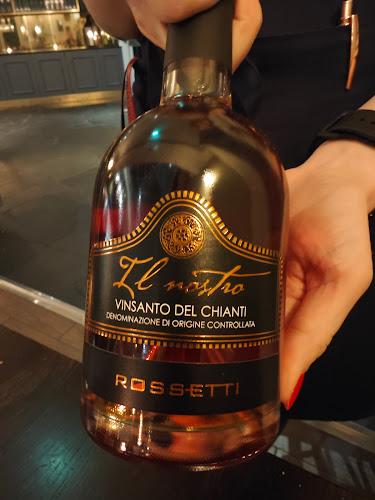 Il nostro
VINSANTO DEL CHIANTI
DENOMINAZIONE DI ORIGINE CONTROLLATA
ROSSETTI